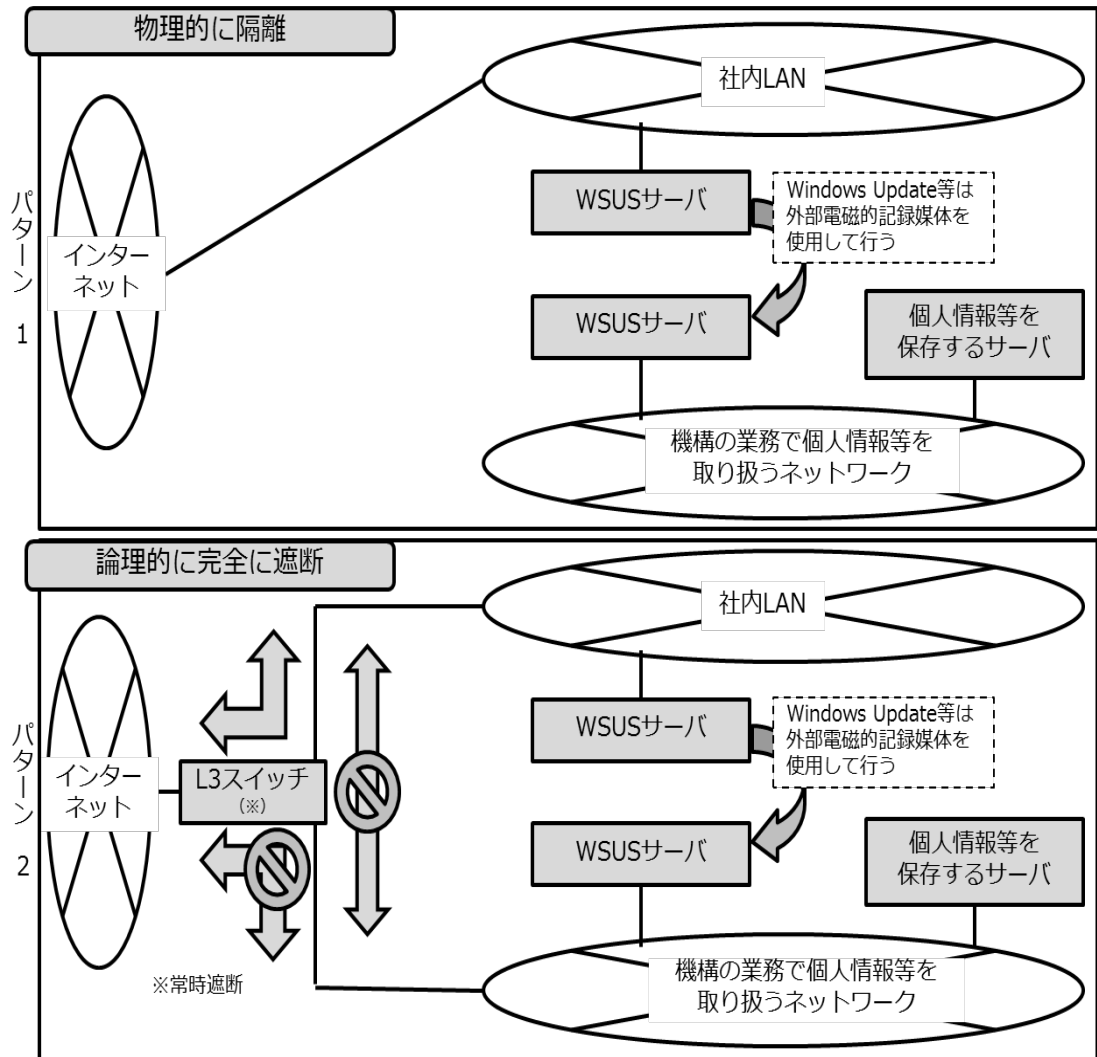 物理的に隔離
社内LAN
WSUSサーバ
Windows Update等は
外部電磁的記録媒体を
使用して行う
パターン 1
インター
ネット
WSUSサーバ
個人情報等を
保存するサーバ
機構の業務で個人情報等を
取り扱うネットワーク
論理的に完全に遮断
社内LAN
WSUSサーバ
Windows Update等は
外部電磁的記録媒体を
使用して行う
パターン 2
インター
ネット
L3スイッチ
(※)
WSUSサーバ
個人情報等を
保存するサーバ
※常時遮断
機構の業務で個人情報等を
取り扱うネットワーク